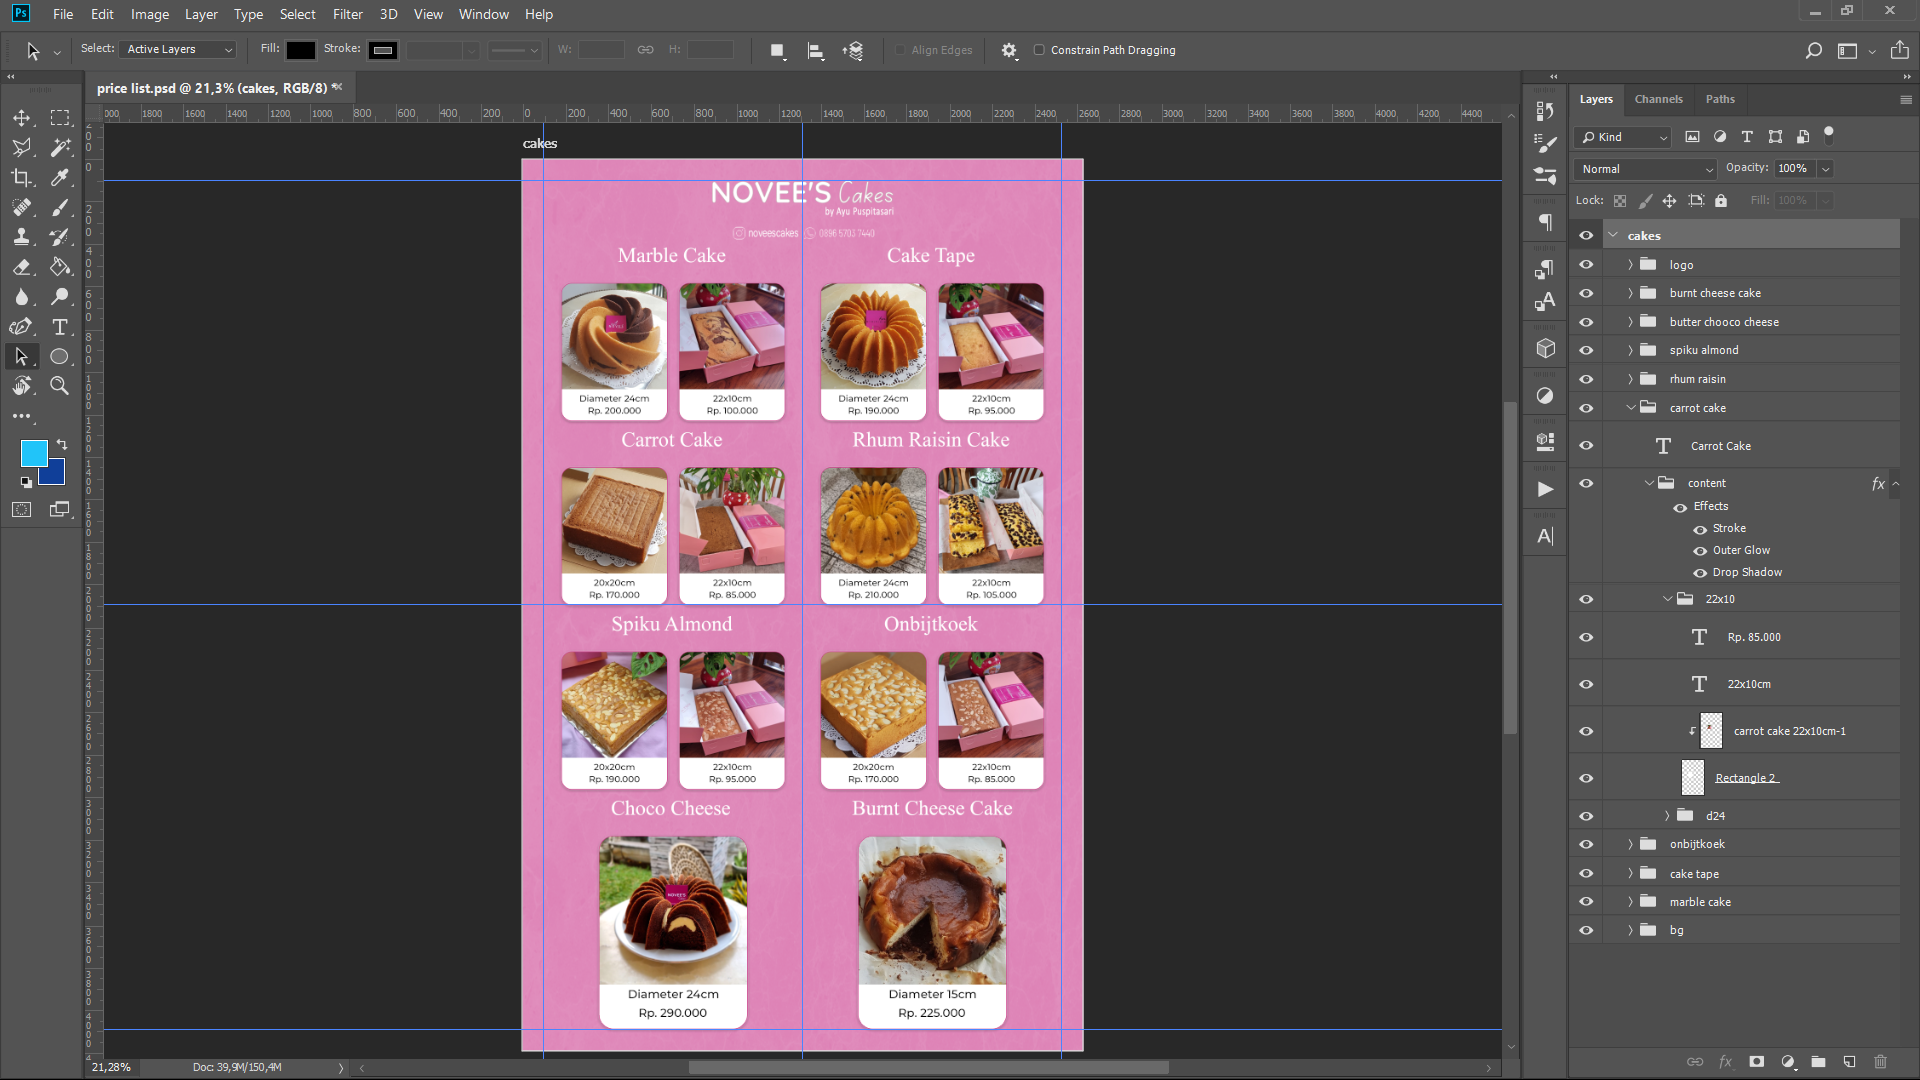 Ps File Edit Image Layer Type Select Filter 3D View Window Help
Select: Active Layers Fill: Stroke: W: H: Align Edges Constrain Path Dragging
price list.psd @ 21,3% (cakes, RGB/8) *
cakes
NOVEE'S Cakes
by Ayu Puspitasari
noveescakes
Marble Cake
Cake Tape
Diameter 24cm
Rp. 200.000
22x10cm
Rp. 100.000
Diameter 24cm
Rp. 190.000
22x10cm
Rp. 95.000
Carrot Cake
Rhum Raisin Cake
20x20cm
Rp. 170.000
22x10cm
Rp. 85.000
Diameter 24cm
Rp. 210.000
22x10cm
Rp. 105.000
Spiku Almond
Onbijtkoek
20x20cm
Rp. 190.000
22x10cm
Rp. 95.000
20x20cm
Rp. 170.000
22x10cm
Rp. 85.000
Choco Cheese
Burnt Cheese Cake
NOVEE'S
Diameter 24cm
Rp. 290.000
Diameter 15cm
Rp. 225.000
21,28% Doc: 39,9M/150,4M
Layers Channels Paths
Kind
Normal Opacity: 100%
Lock: Fill: 100%
cakes
logo
burnt cheese cake
butter chooco cheese
spiku almond
rhum raisin
carrot cake
Carrot Cake
content fx
Effects
Stroke
Outer Glow
Drop Shadow
22x10
Rp. 85.000
22x10cm
carrot cake 22x10cm-1
Rectangle 2
d24
onbijtkoek
cake tape
marble cake
bg
fx